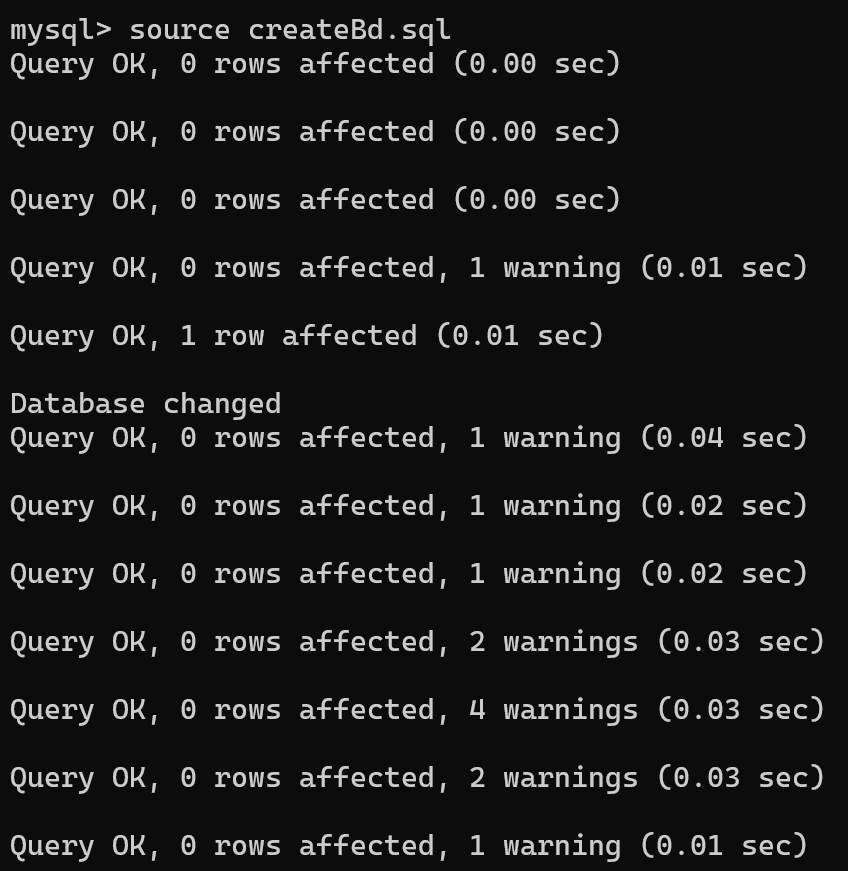 mysql> source createBd.sql
Query OK, 0 rows affected (0.00 sec)
Query OK, 0 rows affected (0.00 sec)
Query OK, 0 rows affected (0.00 sec)
Query OK, 0 rows affected, 1 warning (0.01 sec)
Query OK, 1 row affected (0.01 sec)
Database changed
Query OK, 0 rows affected, 1 warning (0.04 sec)
Query OK, 0 rows affected, 1 warning (0.02 sec)
Query OK, 0 rows affected, 1 warning (0.02 sec)
Query OK, 0 rows affected, 2 warnings (0.03 sec)
Query OK, 0 rows affected, 4 warnings (0.03 sec)
Query OK, 0 rows affected, 2 warnings (0.03 sec)
Query OK, 0 rows affected, 1 warning (0.01 sec)